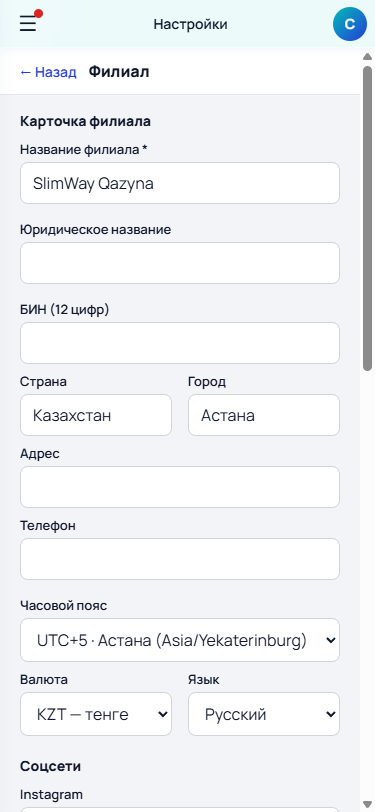 Настройки
C
← Назад Филиал
Карточка филиала
Название филиала *
SlimWay Qazyna
Юридическое название
БИН (12 цифр)
Страна Город
Казахстан Астана
Адрес
Телефон
Часовой пояс
UTC+5 · Астана (Asia/Yekaterinburg)
Валюта Язык
KZT — тенге Русский
Соцсети
Instagram